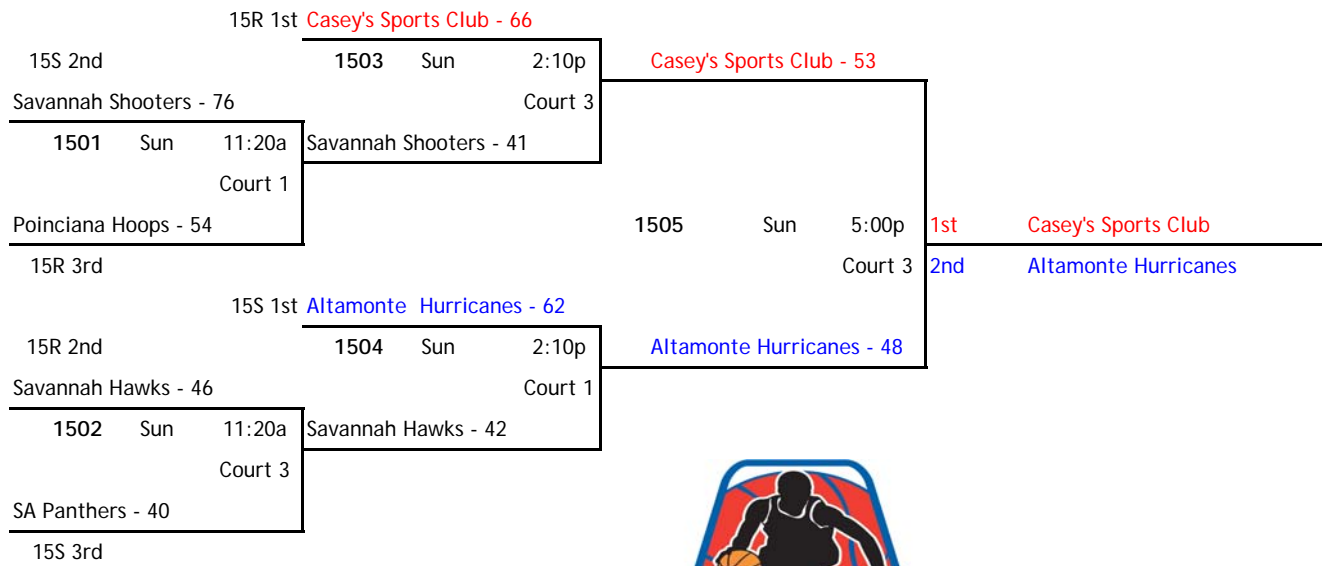 15R 1st Casey's Sports Club - 66
15S 2nd 1503 Sun 2:10p Casey's Sports Club - 53
Savannah Shooters - 76 Court 3
1501 Sun 11:20a Savannah Shooters - 41
Court 1
Poinciana Hoops - 54 1505 Sun 5:00p 1st Casey's Sports Club
15R 3rd Court 3 2nd Altamonte Hurricanes
15S 1st Altamonte Hurricanes - 62
15R 2nd 1504 Sun 2:10p Altamonte Hurricanes - 48
Savannah Hawks - 46 Court 1
1502 Sun 11:20a Savannah Hawks - 42
Court 3
SA Panthers - 40
15S 3rd